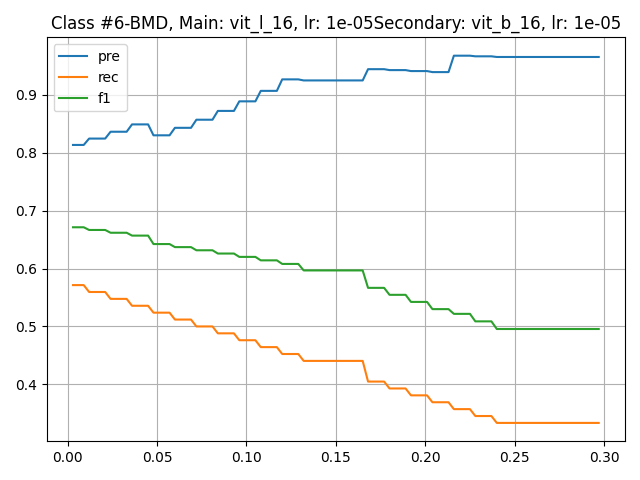 Class #6-BMD, Main: vit_l_16, lr: 1e-05Secondary: vit_b_16, lr: 1e-05
pre
rec
f1
0.9
0.8
0.7
0.6
0.5
0.4
0.00 0.05 0.10 0.15 0.20 0.25 0.30